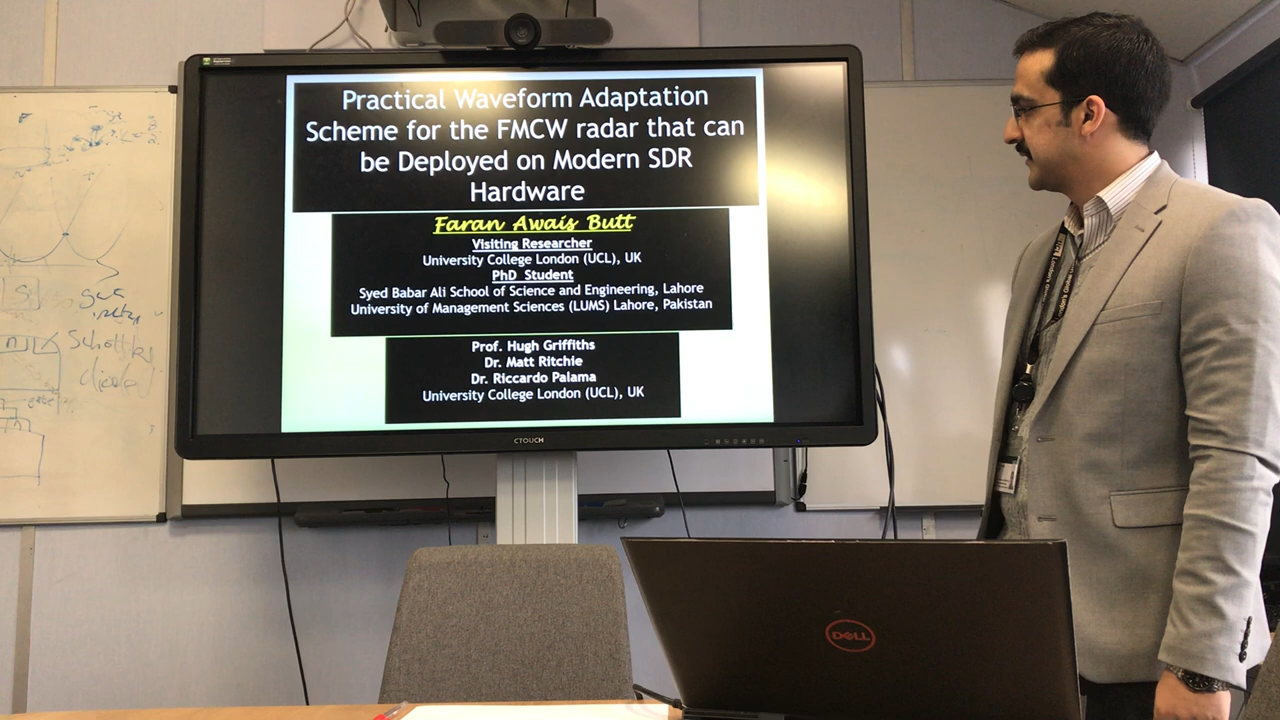 Practical Waveform Adaptation
Scheme for the FMCW radar that can
be Deployed on Modern SDR
Hardware
Faran Awais Butt
Visiting Researcher
University College London (UCL), UK
PhD Student
Syed Babar Ali School of Science and Engineering, Lahore
University of Management Sciences (LUMS) Lahore, Pakistan
Prof. Hugh Griffiths
Dr. Matt Ritchie
Dr. Riccardo Palama
University College London (UCL), UK
CTOUCH
Schottky
DELL